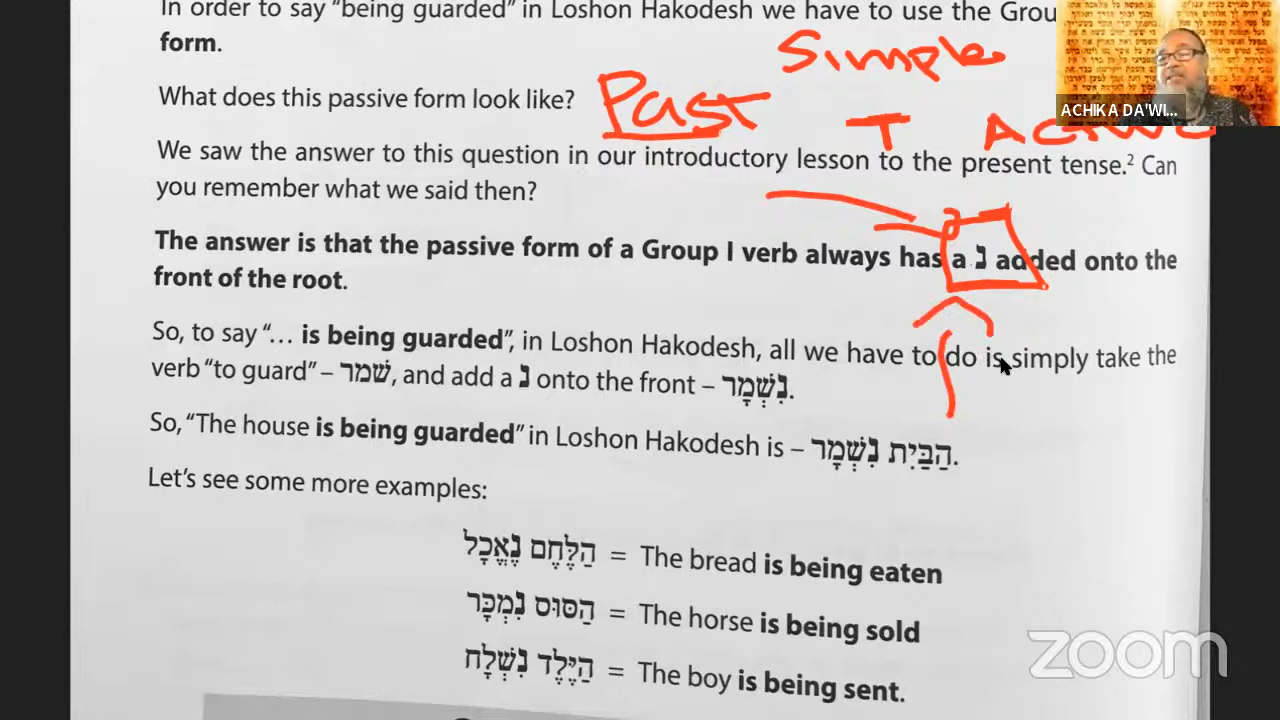 In order to say “being guarded” in Loshon Hakodesh we have to use the Grou
form.
Simple
What does this passive form look like? Past
T
ACHIKA DA'WI...
We saw the answer to this question in our introductory lesson to the present tense.² Can
you remember what we said then?
The answer is that the passive form of a Group I verb always has a נ added onto the
front of the root.
So, to say “... is being guarded”, in Loshon Hakodesh, all we have to do is simply take the
verb “to guard” – שׁמר, and add a נ onto the front – נִשְׁמָר.
So, “The house is being guarded” in Loshon Hakodesh is – הַבַּיִת נִשְׁמָר.
Let’s see some more examples:
הַלֶּחֶם נֶאֱכָל = The bread is being eaten
הַסּוּס נִמְכָּר = The horse is being sold
הַיֶּלֶד נִשְׁלָח = The boy is being sent.
zoom